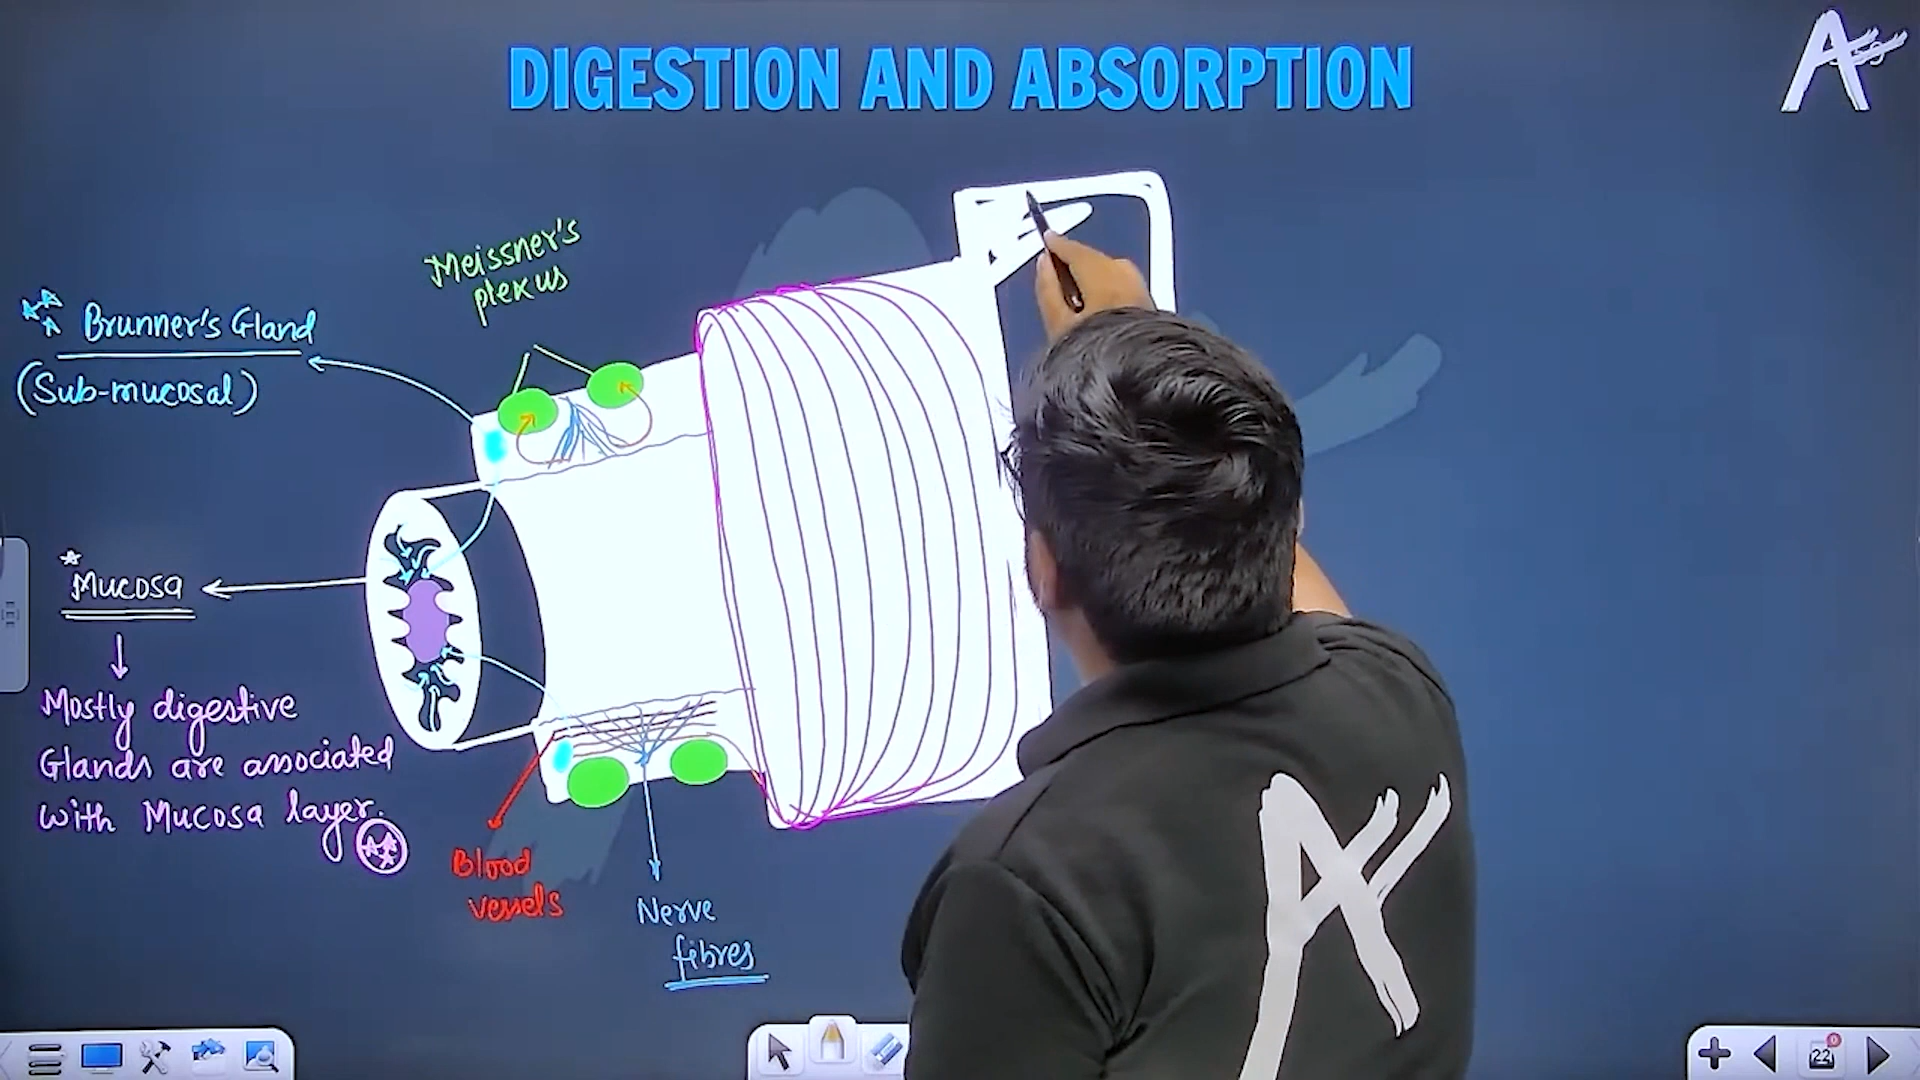 DIGESTION AND ABSORPTION
Meissner's
plexus
Brunner's Gland
(Sub-mucosal)
Mucosa
Mostly digestive
Glands are associated
with Mucosa layer.
Blood
vessels
Nerve
fibres
22